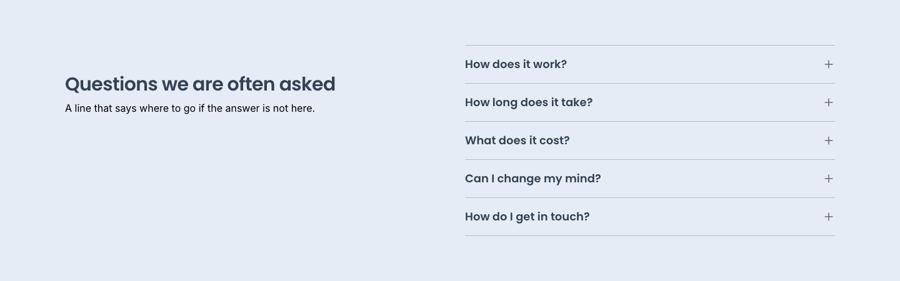 Questions we are often asked
A line that says where to go if the answer is not here.
How does it work?
How long does it take?
What does it cost?
Can I change my mind?
How do I get in touch?